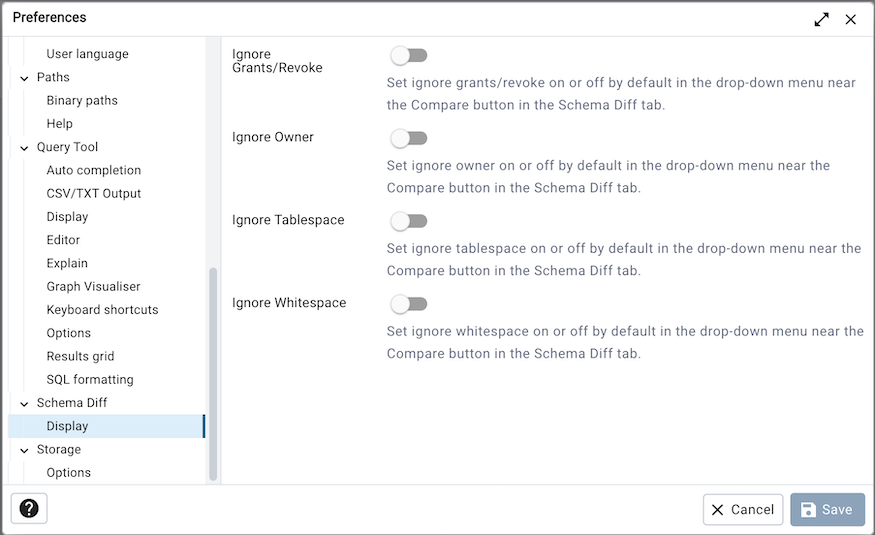 Preferences
User language
Paths
Binary paths
Help
Query Tool
Auto completion
CSV/TXT Output
Display
Editor
Explain
Graph Visualiser
Keyboard shortcuts
Options
Results grid
SQL formatting
Schema Diff
Display
Storage
Options
Ignore
Grants/Revoke
Set ignore grants/revoke on or off by default in the drop-down menu near
the Compare button in the Schema Diff tab.
Ignore Owner
Set ignore owner on or off by default in the drop-down menu near the
Compare button in the Schema Diff tab.
Ignore Tablespace
Set ignore tablespace on or off by default in the drop-down menu near the
Compare button in the Schema Diff tab.
Ignore Whitespace
Set ignore whitespace on or off by default in the drop-down menu near the
Compare button in the Schema Diff tab.
?
Cancel
Save